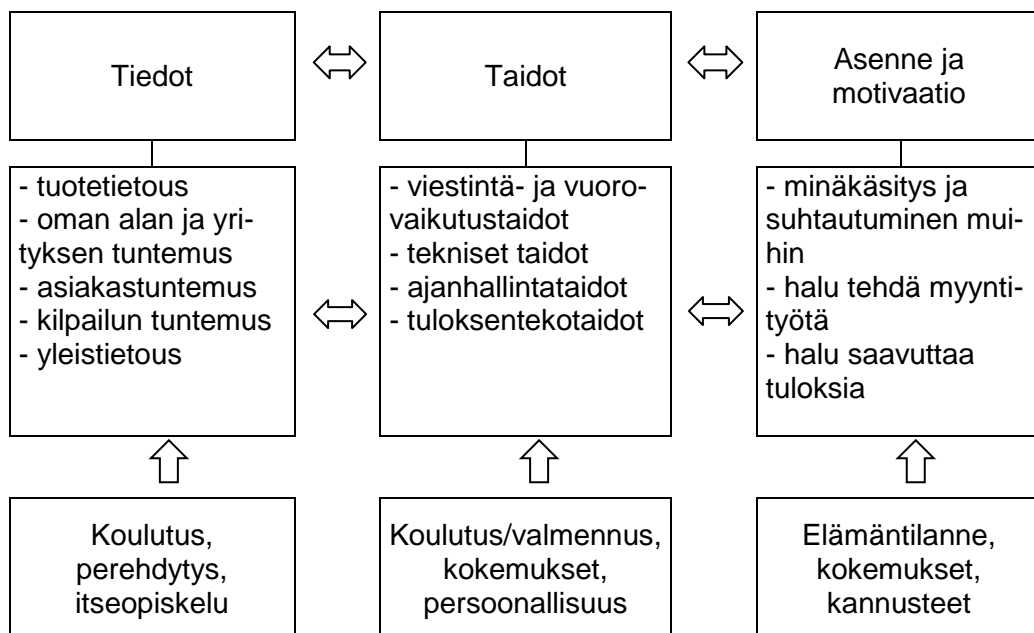 Tiedot
Taidot
Asenne ja
motivaatio
- tuotetietous
- oman alan ja yri-
tyksen tuntemus
- asiakastuntemus
- kilpailun tuntemus
- yleistietous
- viestintä- ja vuoro-
vaikutustaidot
- tekniset taidot
- ajanhallintataidot
- tuloksentekotaidot
- minäkäsitys ja
suhtautuminen mui-
hin
- halu tehdä myynti-
työtä
- halu saavuttaa
tuloksia
Koulutus,
perehdytys,
itseopiskelu
Koulutus/valmennus,
kokemukset,
persoonallisuus
Elämäntilanne,
kokemukset,
kannusteet